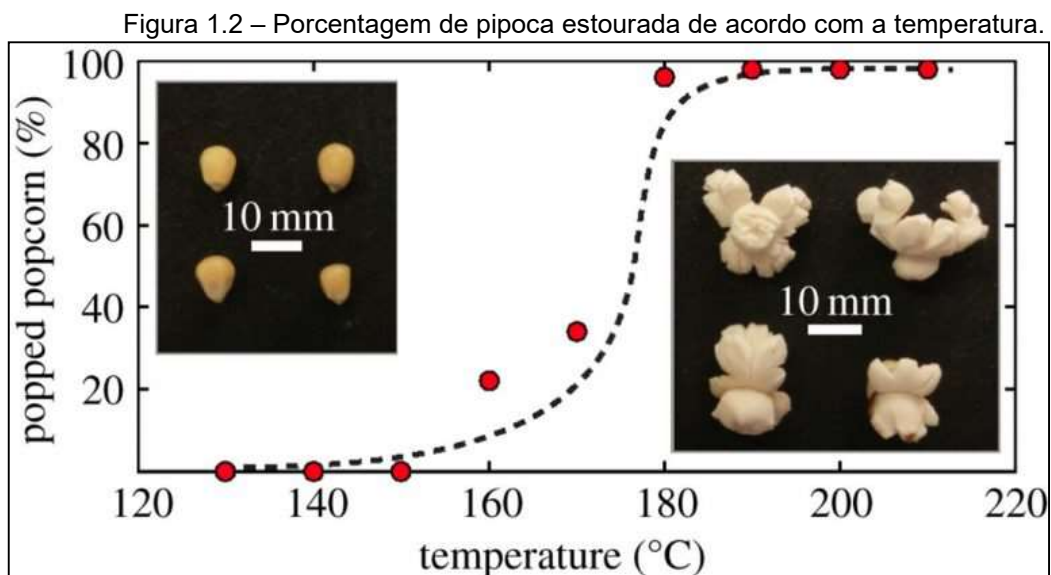 Figura 1.2 – Porcentagem de pipoca estourada de acordo com a temperatura.
popped popcorn (%)
100
80
60
40
20
10 mm
10 mm
120 140 160 180 200 220
temperature (°C)